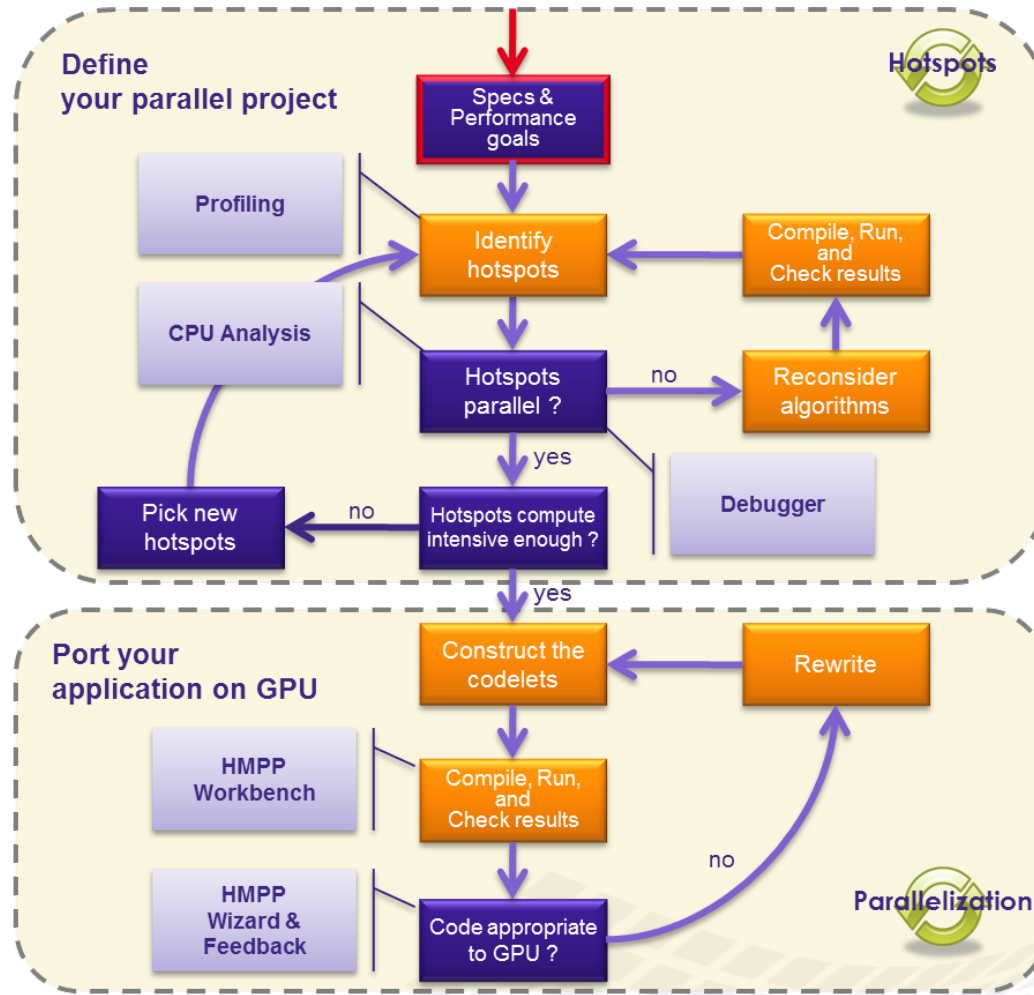 Define
your parallel project
Hotspots
Specs &
Performance
goals
Profiling
Identify
hotspots
Compile, Run,
and
Check results
CPU Analysis
Hotspots
parallel ?
no
Reconsider
algorithms
yes
Debugger
Pick new
hotspots
no
Hotspots compute
intensive enough ?
yes
Port your
application on GPU
Construct the
codelets
Rewrite
HMPP
Workbench
Compile, Run,
and
Check results
no
HMPP
Wizard &
Feedback
Code appropriate
to GPU ?
Parallelization